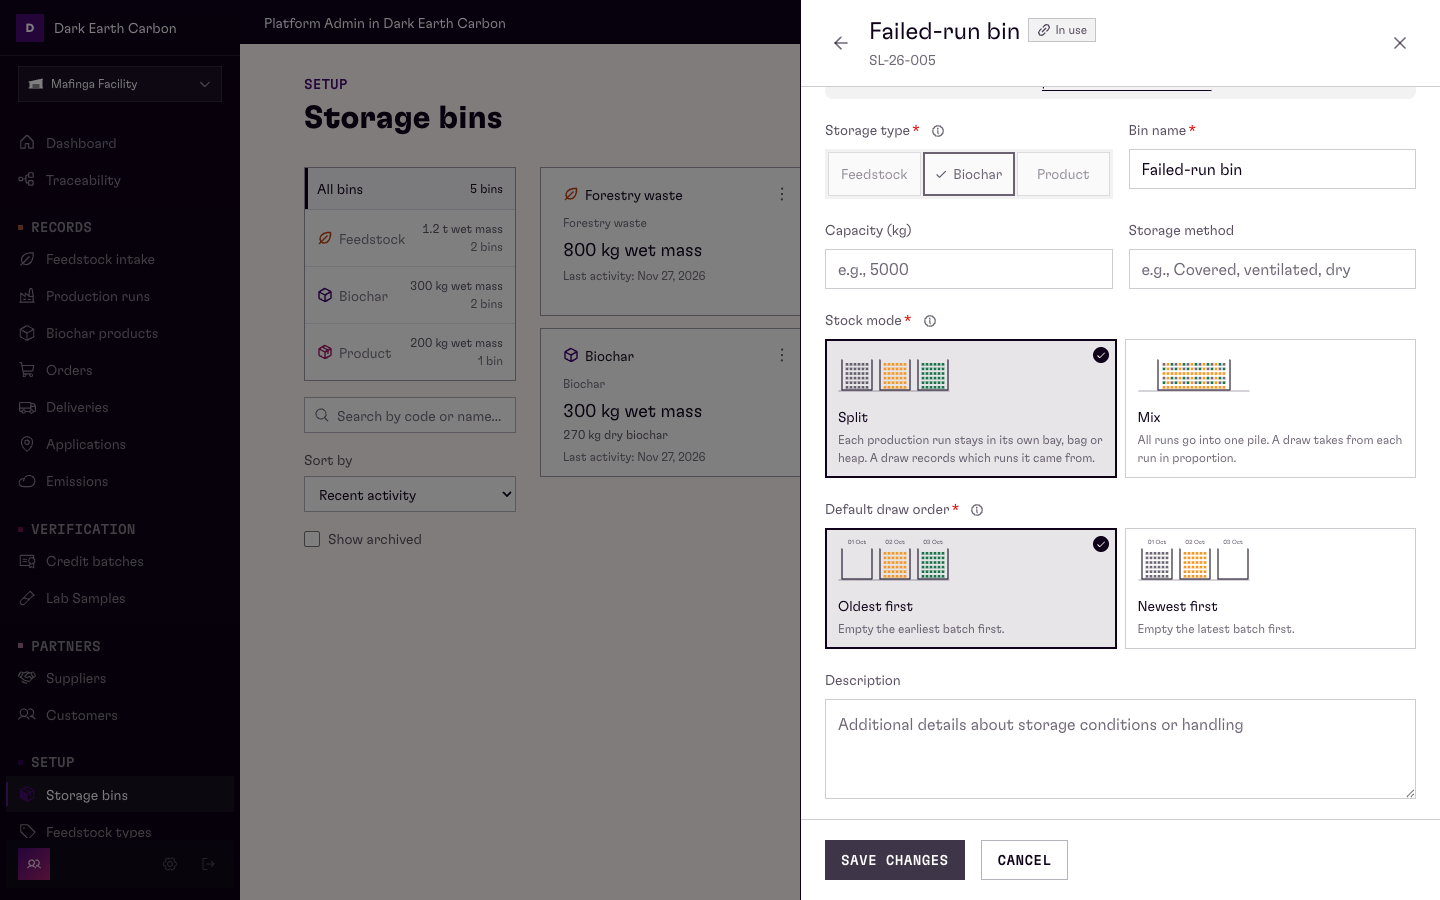 D
Dark Earth Carbon
Mafinga Facility
Dashboard
Traceability
RECORDS
Feedstock intake
Production runs
Biochar products
Orders
Deliveries
Applications
Emissions
VERIFICATION
Credit batches
Lab Samples
PARTNERS
Suppliers
Customers
SETUP
Storage bins
Feedstock types
Platform Admin in Dark Earth Carbon
SETUP
Storage bins
All bins
5 bins
Feedstock
1.2 t wet mass
2 bins
Biochar
300 kg wet mass
2 bins
Product
200 kg wet mass
1 bin
Search by code or name...
Sort by
Recent activity
Show archived
Forestry waste
Forestry waste
800 kg wet mass
Last activity: Nov 27, 2026
Biochar
Biochar
300 kg wet mass
270 kg dry biochar
Last activity: Nov 27, 2026
Failed-run bin
In use
SL-26-005
Storage type*
Feedstock
Biochar
Product
Bin name*
Failed-run bin
Capacity (kg)
e.g., 5000
Storage method
e.g., Covered, ventilated, dry
Stock mode*
Split
Each production run stays in its own bay, bag or
heap. A draw records which runs it came from.
Mix
All runs go into one pile. A draw takes from each
run in proportion.
Default draw order*
01 Oct 02 Oct 03 Oct
Oldest first
Empty the earliest batch first.
01 Oct 02 Oct 03 Oct
Newest first
Empty the latest batch first.
Description
Additional details about storage conditions or handling
SAVE CHANGES
CANCEL